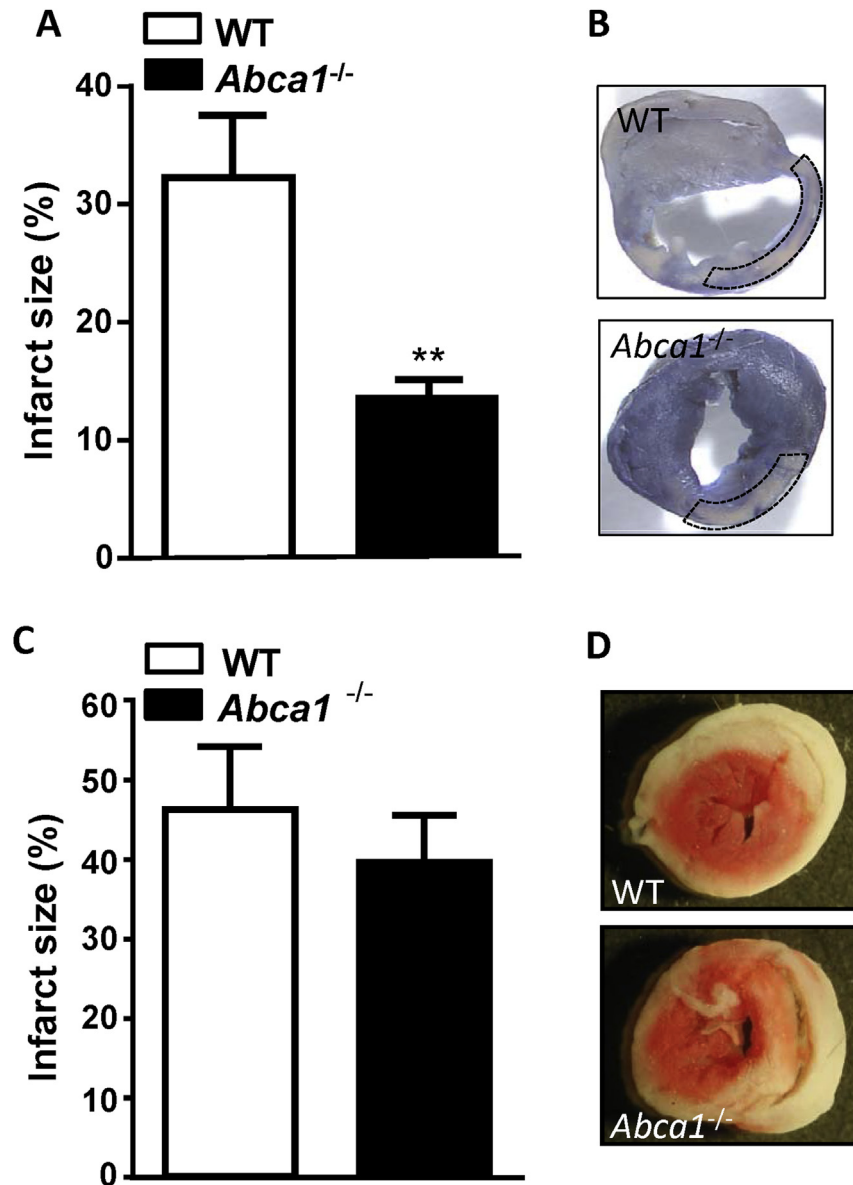 A
WT
Abca1-/-
Infarct size (%)
40
30
20
10
0
**
B
WT
Abca1-/-
C
WT
Abca1 -/-
Infarct size (%)
60
50
40
30
20
10
0
D
WT
Abca1-/-